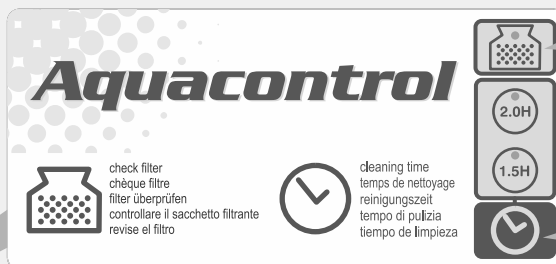 Aquacontrol
check filter
chèque filtre
filter überprüfen
controllare il sacchetto filtrante
revise el filtro
cleaning time
temps de nettoyage
reinigungszeit
tempo di pulizia
tiempo de limpieza
2.0H
1.5H